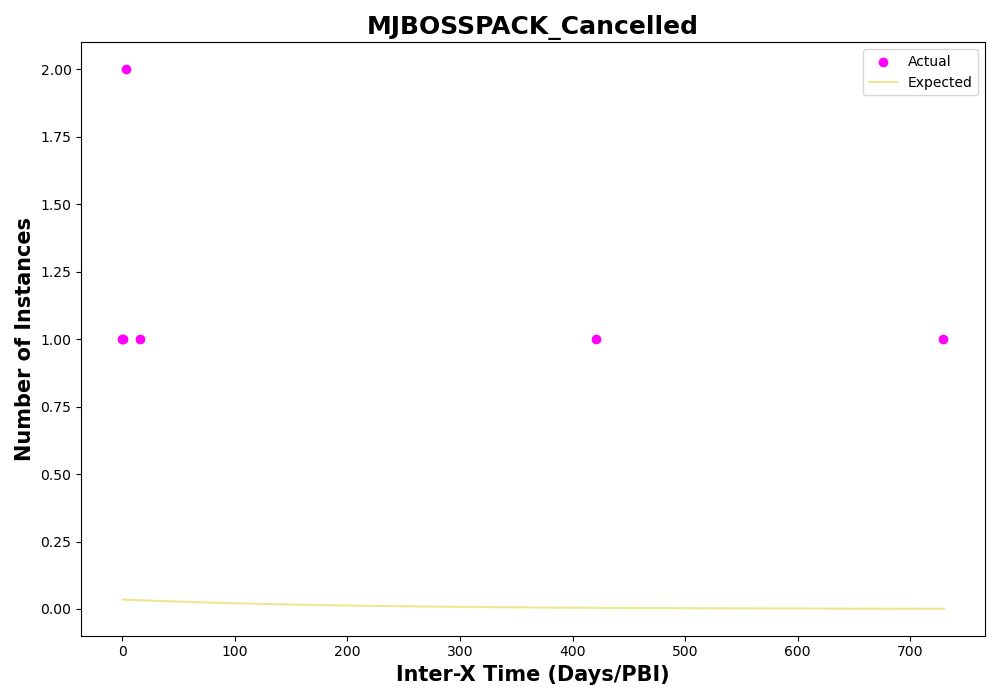 MJBOSSPACK_Cancelled
Actual
Expected
2.00
1.75
1.50
1.25
1.00
0.75
0.50
0.25
0.00
Number of Instances
0 100 200 300 400 500 600 700
Inter-X Time (Days/PBI)